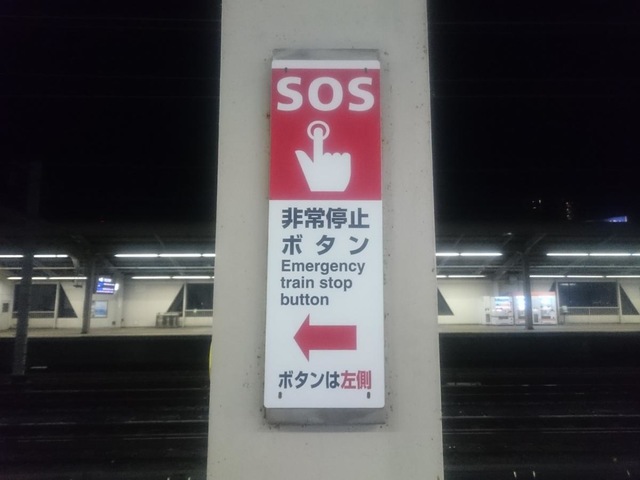 SOS
非常停止
ボタン
Emergency
train stop
button
ボタンは左側